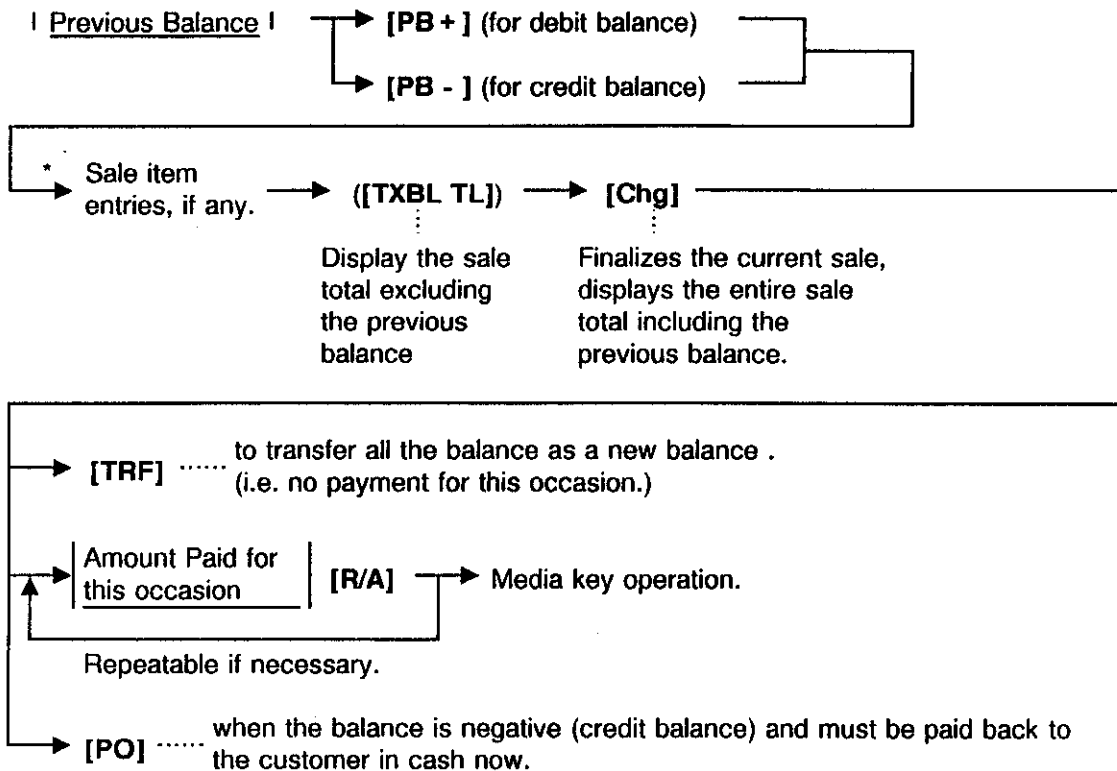 | Previous Balance |
[PB + ] (for debit balance)
[PB - ] (for credit balance)
* Sale item
entries, if any.
([TXBL TL])
[Chg]
Display the sale
total excluding
the previous
balance
Finalizes the current sale,
displays the entire sale
total including the
previous balance.
[TRF] ...... to transfer all the balance as a new balance .
(i.e. no payment for this occasion.)
Amount Paid for
this occasion
[R/A]
Media key operation.
Repeatable if necessary.
[PO] ...... when the balance is negative (credit balance) and must be paid back to
the customer in cash now.